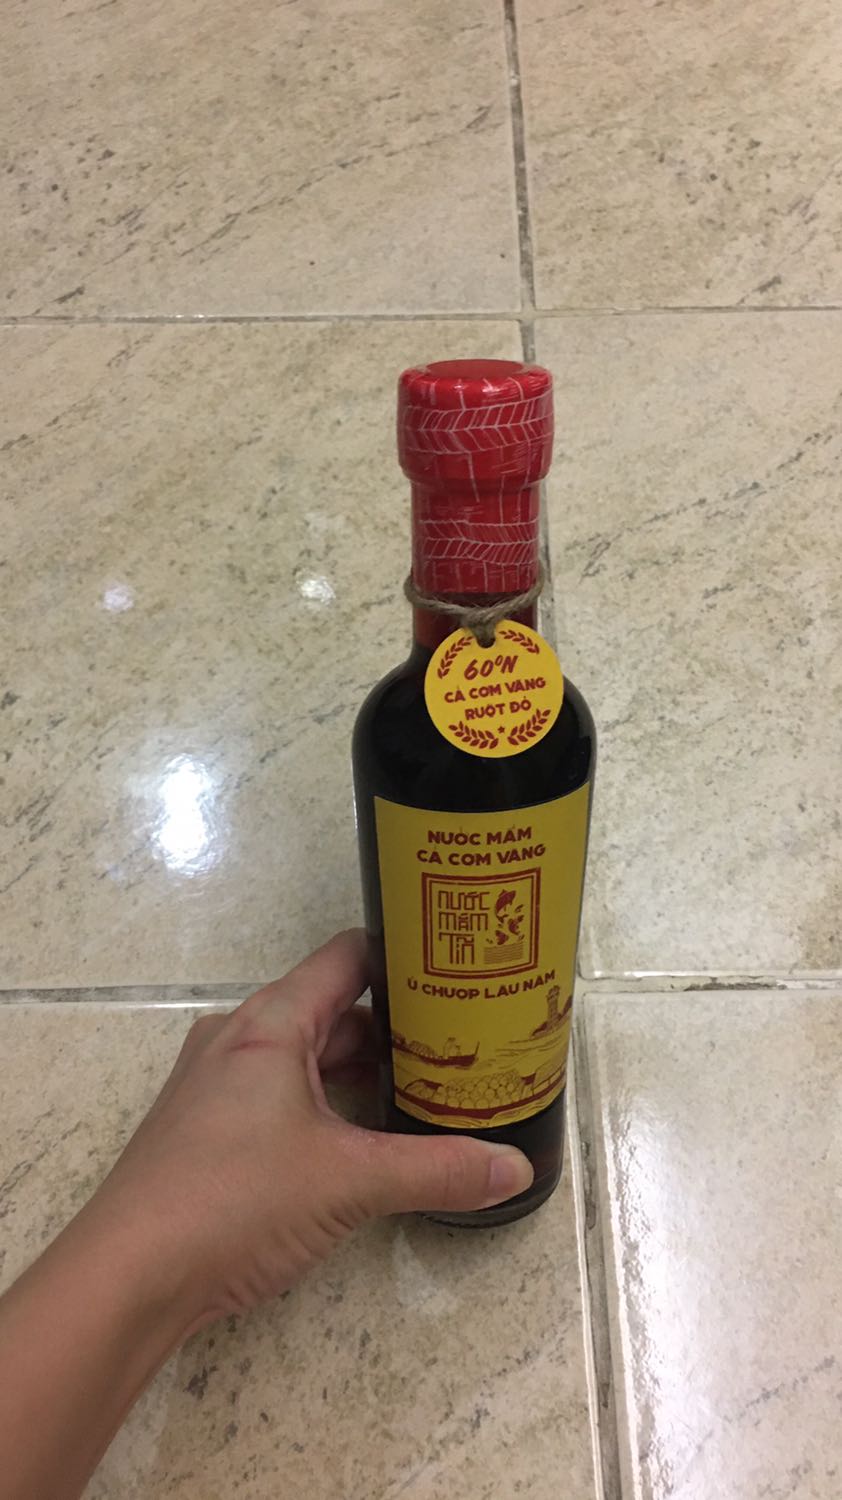 60°N
CÁ CƠM VÀNG
RUỘT ĐỎ
NƯỚC MẮM
CÁ CƠM VÀNG
NƯỚC
MẮM
TĨN
Ủ CHƯỢP LÂU NĂM